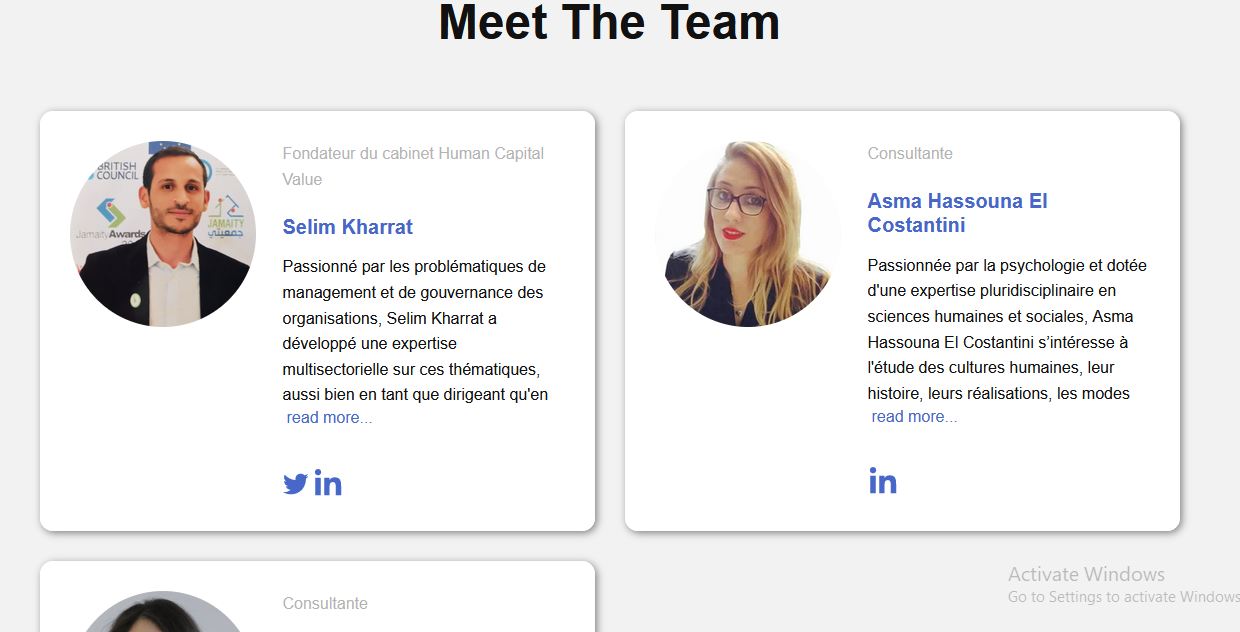 Meet The Team
BRITISH
COUNCIL
JamaityAwards
JAMAITY
جمعيتي
Fondateur du cabinet Human Capital
Value
Selim Kharrat
Passionné par les problématiques de
management et de gouvernance des
organisations, Selim Kharrat a
développé une expertise
multisectorielle sur ces thématiques,
aussi bien en tant que dirigeant qu'en
read more...
in
Consultante
Asma Hassouna El
Costantini
Passionnée par la psychologie et dotée
d'une expertise pluridisciplinaire en
sciences humaines et sociales, Asma
Hassouna El Costantini s’intéresse à
l'étude des cultures humaines, leur
histoire, leurs réalisations, les modes
read more...
in
Consultante
Activate Windows
Go to Settings to activate Windows